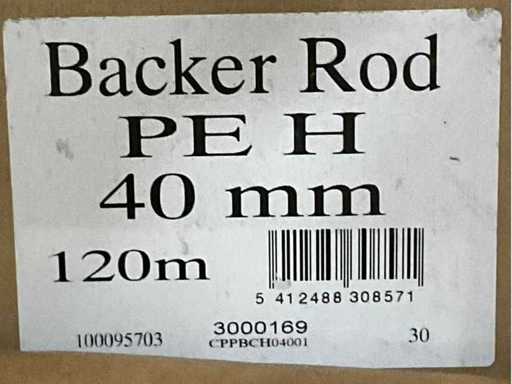 Backer Rod
PE H
40 mm
120m
5 412488 308571
100095703 3000169 30
CPPBCH04001